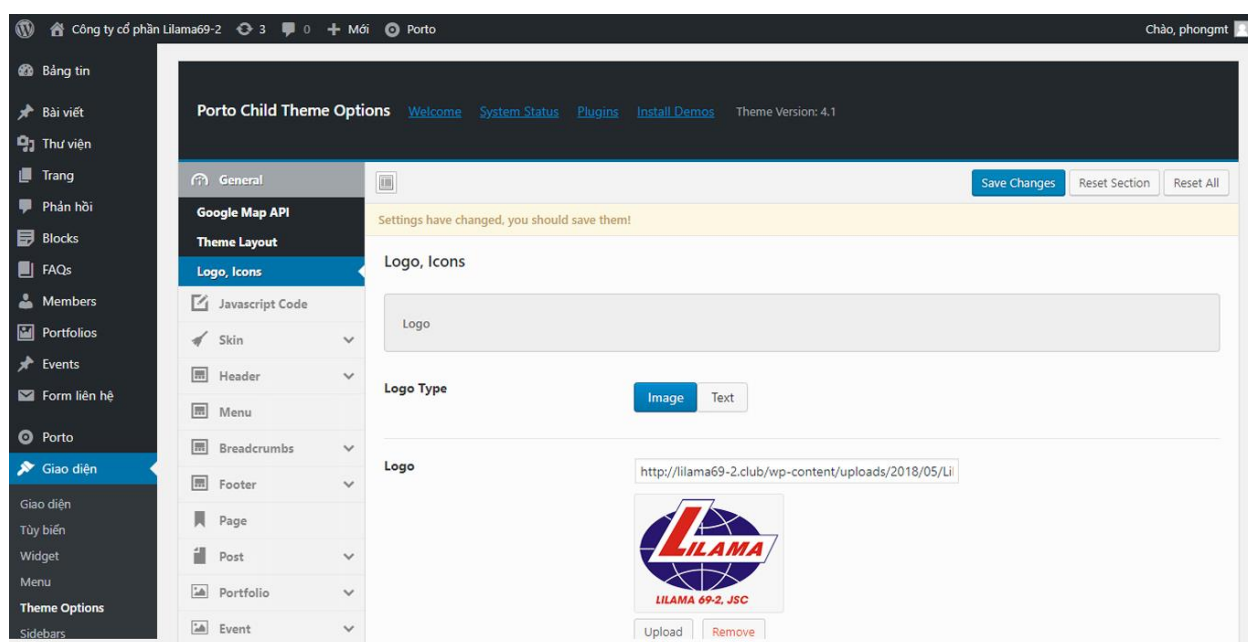 Công ty cổ phần Lilama69-2 3 0 Mới Porto Chào, phongmt
Bảng tin
Bài viết
Thư viện
Trang
Phản hồi
Blocks
FAQs
Members
Portfolios
Events
Form liên hệ
Porto
Giao diện
Giao diện
Tùy biến
Widget
Menu
Theme Options
Sidebars
Porto Child Theme Options Welcome System Status Plugins Install Demos Theme Version: 4.1
General
Google Map API
Theme Layout
Logo, Icons
Javascript Code
Skin
Header
Menu
Breadcrumbs
Footer
Page
Post
Portfolio
Event
Save Changes Reset Section Reset All
Settings have changed, you should save them!
Logo, Icons
Logo
Logo Type Image Text
Logo http://lilama69-2.club/wp-content/uploads/2018/05/Lil
LILAMA
LILAMA 69-2, JSC
Upload Remove